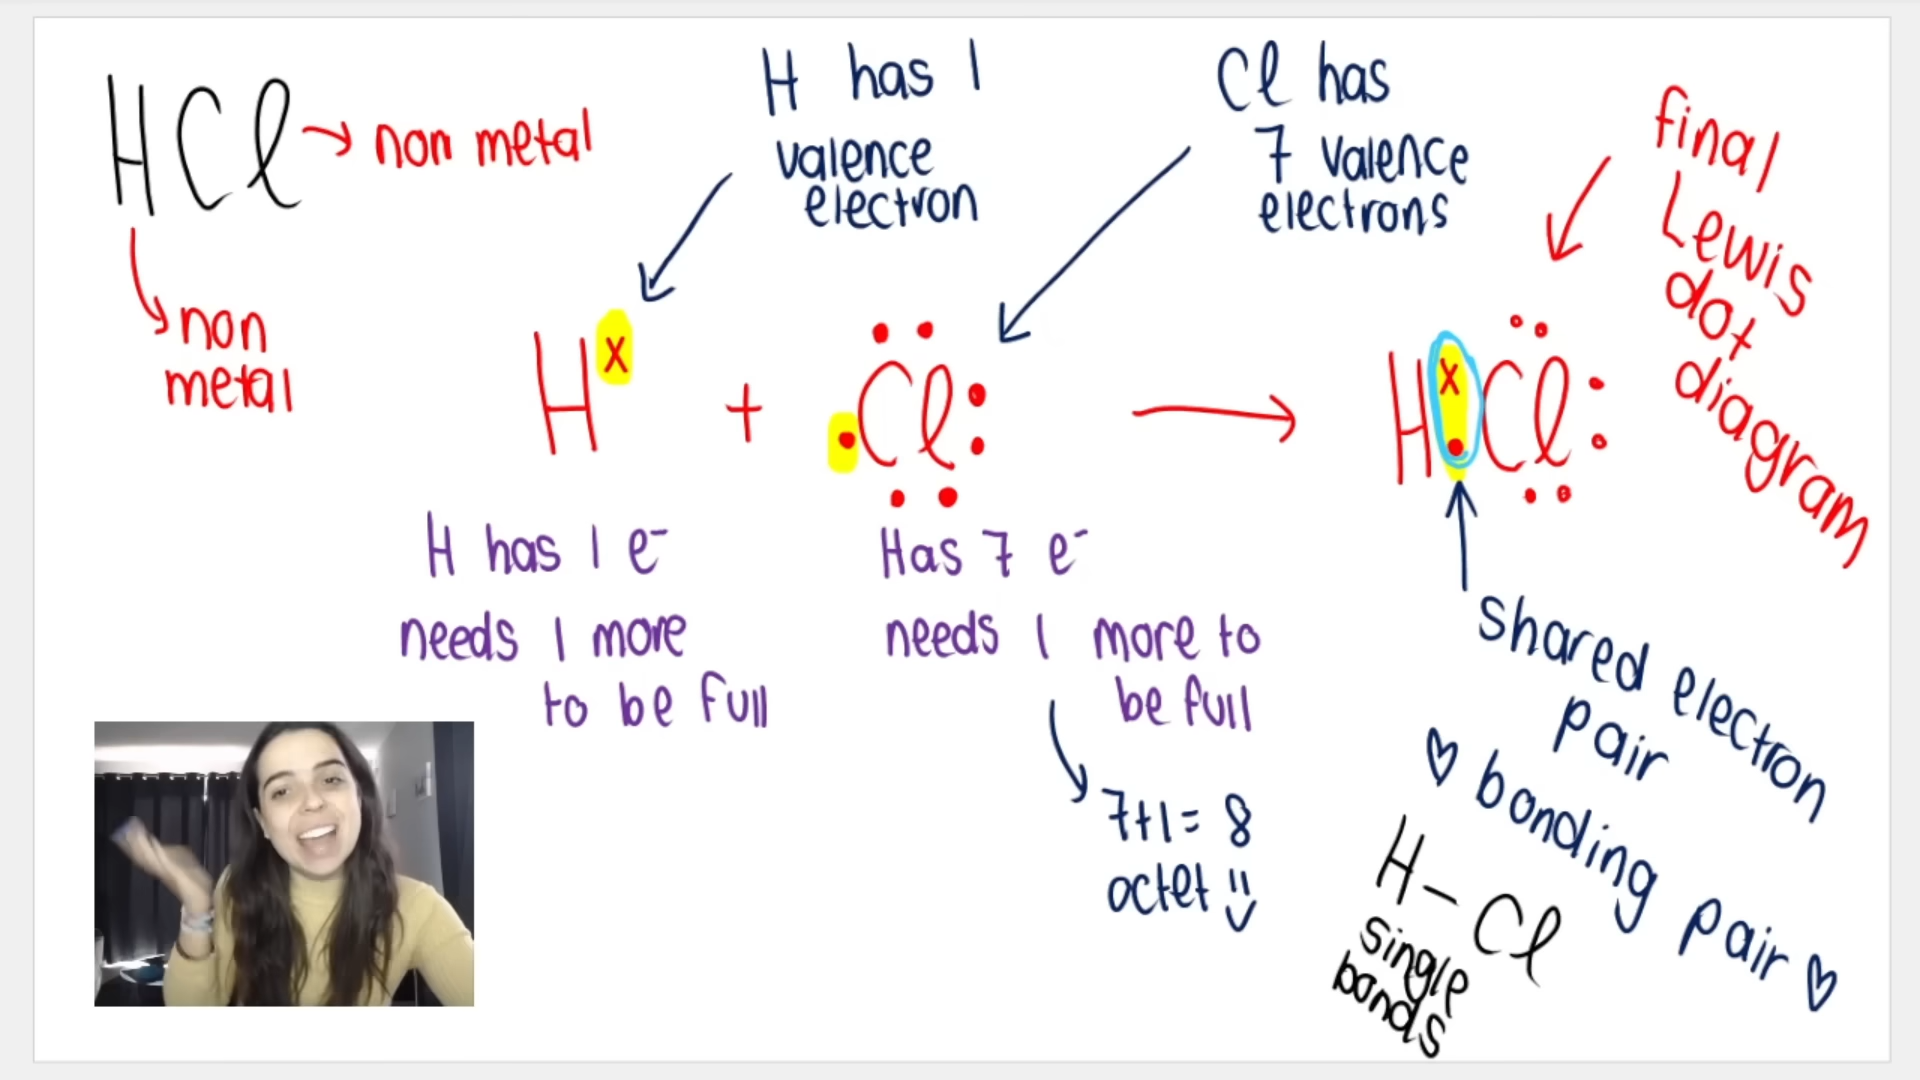 HCl → non metal
non
metal
H has 1
valence
electron
Cl has
7 valence
electrons
final
Lewis
dot
diagram
H x + Cl → H x Cl
H has 1 e⁻
needs 1 more
to be full
Has 7 e⁻
needs 1 more to
be full
7+1= 8
octet
shared electron
pair
♡ bonding pair ♡
H–Cl
single
bonds